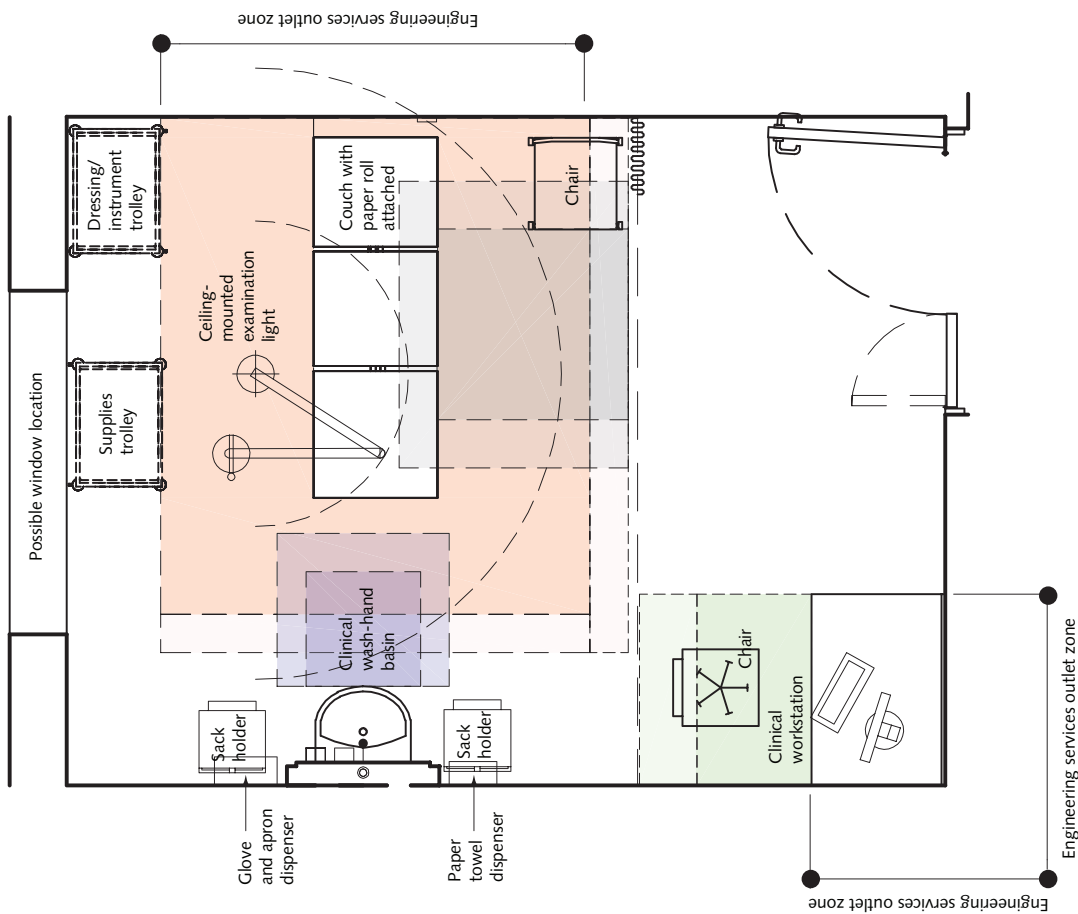 Engineering services outlet zone
Possible window location
Dressing/
instrument
trolley
Supplies
trolley
Ceiling-
mounted
examination
light
Couch with
paper roll
attached
Chair
Clinical
wash-hand
basin
Sack
holder
Sack
holder
Glove
and apron
dispenser
Paper
towel
dispenser
Chair
Clinical
workstation
Engineering services outlet zone
Engineering services outlet zone